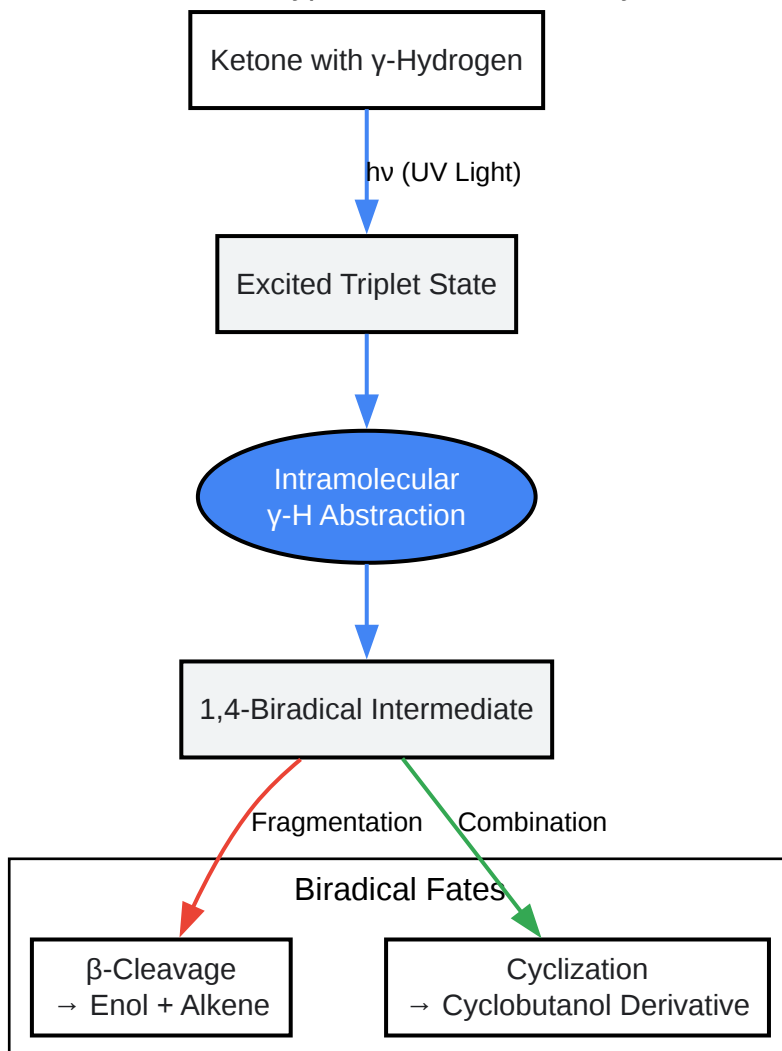 Ketone with γ-Hydrogen
hν (UV Light)
Excited Triplet State
Intramolecular
γ-H Abstraction
1,4-Biradical Intermediate
Fragmentation
Combination
Biradical Fates
β-Cleavage
→ Enol + Alkene
Cyclization
→ Cyclobutanol Derivative